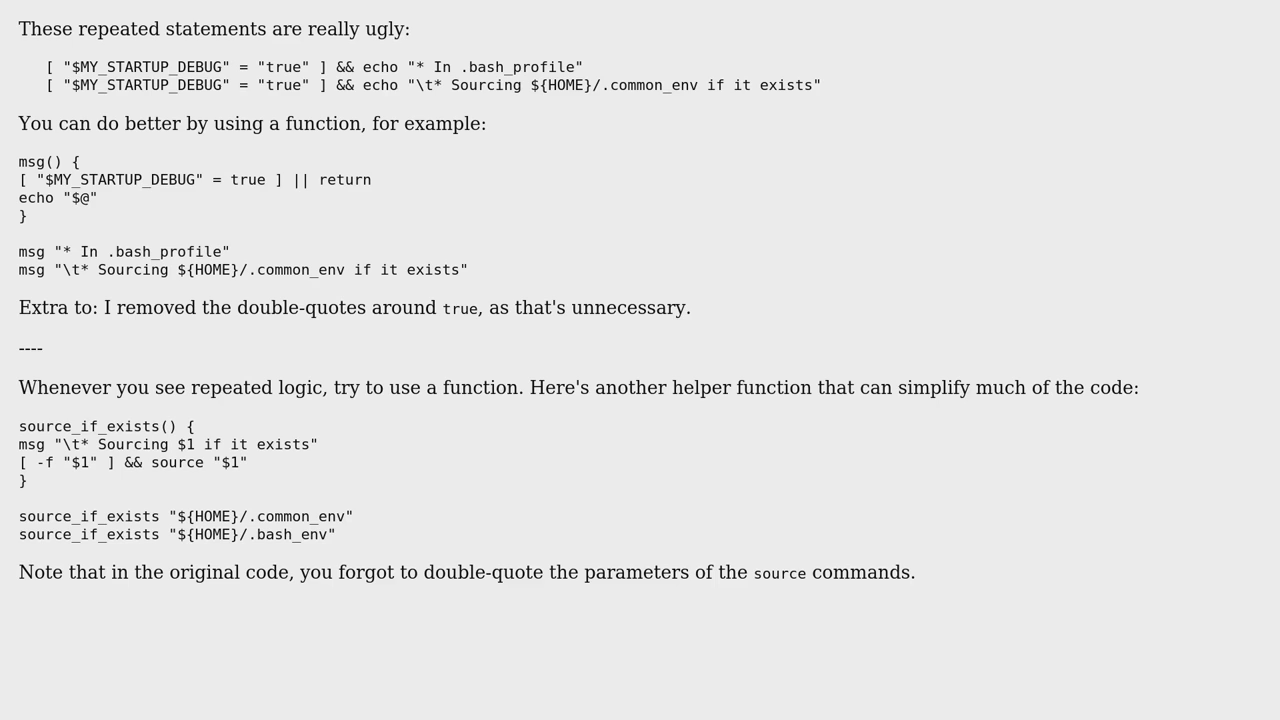 These repeated statements are really ugly:
[ "$MY_STARTUP_DEBUG" = "true" ] && echo "* In .bash_profile"
[ "$MY_STARTUP_DEBUG" = "true" ] && echo "\t* Sourcing ${HOME}/.common_env if it exists"
You can do better by using a function, for example:
msg() {
[ "$MY_STARTUP_DEBUG" = true ] || return
echo "$@"
}
msg "* In .bash_profile"
msg "\t* Sourcing ${HOME}/.common_env if it exists"
Extra to: I removed the double-quotes around true, as that's unnecessary.
----
Whenever you see repeated logic, try to use a function. Here's another helper function that can simplify much of the code:
source_if_exists() {
msg "\t* Sourcing $1 if it exists"
[ -f "$1" ] && source "$1"
}
source_if_exists "${HOME}/.common_env"
source_if_exists "${HOME}/.bash_env"
Note that in the original code, you forgot to double-quote the parameters of the source commands.